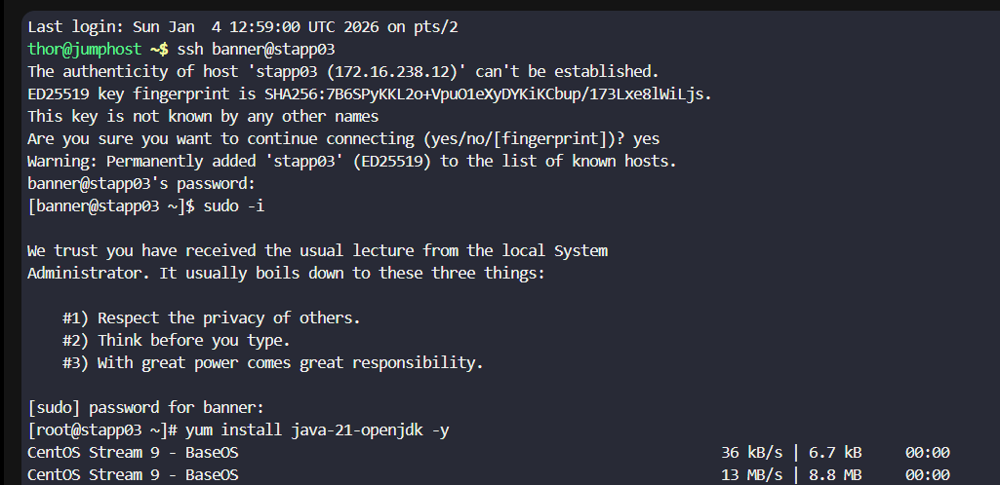 Last login: Sun Jan  4 12:59:00 UTC 2026 on pts/2
thor@jumphost ~$ ssh banner@stapp03
The authenticity of host 'stapp03 (172.16.238.12)' can't be established.
ED25519 key fingerprint is SHA256:7B6SPyKKL2o+VpuO1eXyDYKiKCbup/173Lxe8lWiLjs.
This key is not known by any other names
Are you sure you want to continue connecting (yes/no/[fingerprint])? yes
Warning: Permanently added 'stapp03' (ED25519) to the list of known hosts.
banner@stapp03's password:
[banner@stapp03 ~]$ sudo -i
We trust you have received the usual lecture from the local System
Administrator. It usually boils down to these three things:
#1) Respect the privacy of others.
#2) Think before you type.
#3) With great power comes great responsibility.
[sudo] password for banner:
[root@stapp03 ~]# yum install java-21-openjdk -y
CentOS Stream 9 - BaseOS 36 kB/s | 6.7 kB 00:00
CentOS Stream 9 - BaseOS 13 MB/s | 8.8 MB 00:00